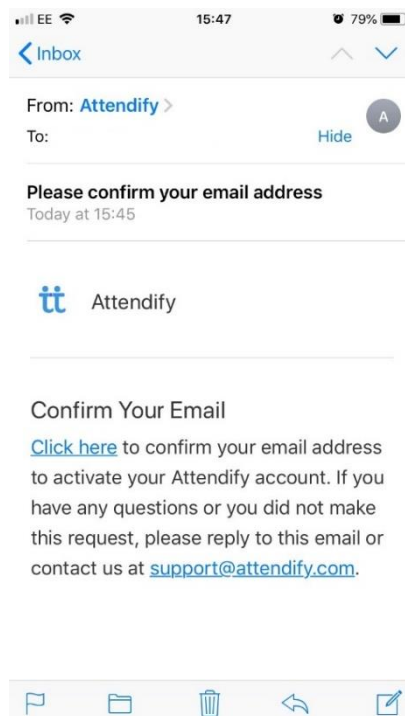 EE 15:47 79%
Inbox
From: Attendify
A
To: Hide
Please confirm your email address
Today at 15:45
Attendify
Confirm Your Email
Click here to confirm your email address
to activate your Attendify account. If you
have any questions or you did not make
this request, please reply to this email or
contact us at support@attendify.com.